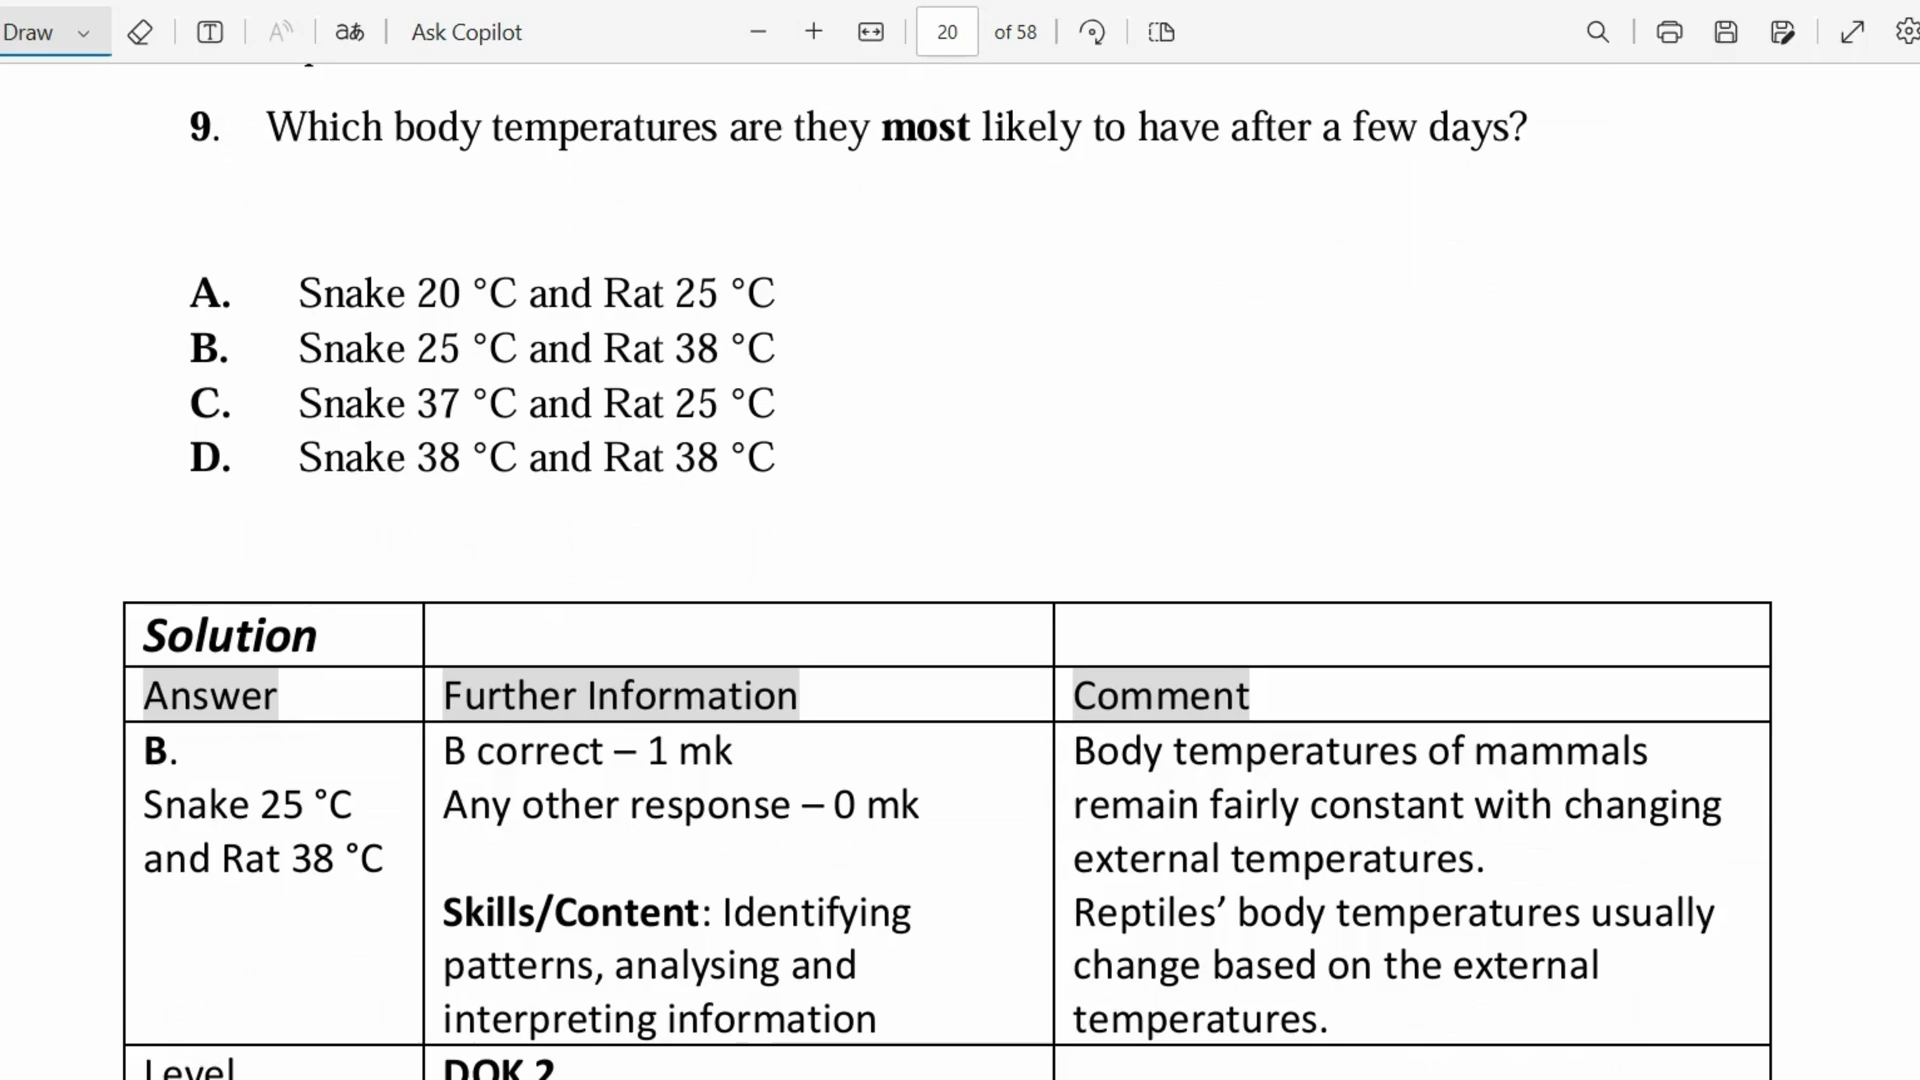 Draw
aあ
Ask Copilot
20 of 58
9. Which body temperatures are they most likely to have after a few days?
A. Snake 20 °C and Rat 25 °C
B. Snake 25 °C and Rat 38 °C
C. Snake 37 °C and Rat 25 °C
D. Snake 38 °C and Rat 38 °C
Solution
Answer
Further Information
Comment
B.
Snake 25 °C
and Rat 38 °C
B correct – 1 mk
Any other response – 0 mk
Skills/Content: Identifying
patterns, analysing and
interpreting information
Body temperatures of mammals
remain fairly constant with changing
external temperatures.
Reptiles’ body temperatures usually
change based on the external
temperatures.
Level
DOK 2